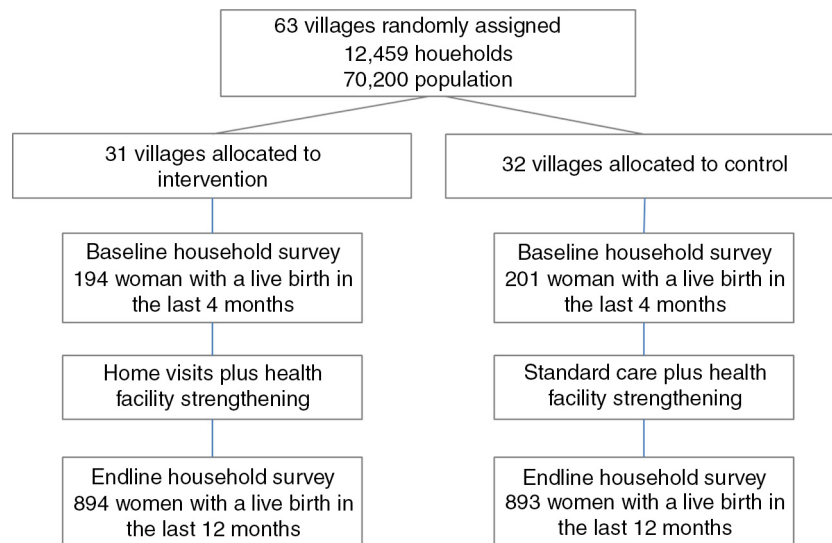 63 villages randomly assigned
12,459 houeholds
70,200 population
31 villages allocated to
intervention
32 villages allocated to control
Baseline household survey
194 woman with a live birth in
the last 4 months
Baseline household survey
201 woman with a live birth in
the last 4 months
Home visits plus health
facility strengthening
Standard care plus health
facility strengthening
Endline household survey
894 women with a live birth in
the last 12 months
Endline household survey
893 women with a live birth in
the last 12 months